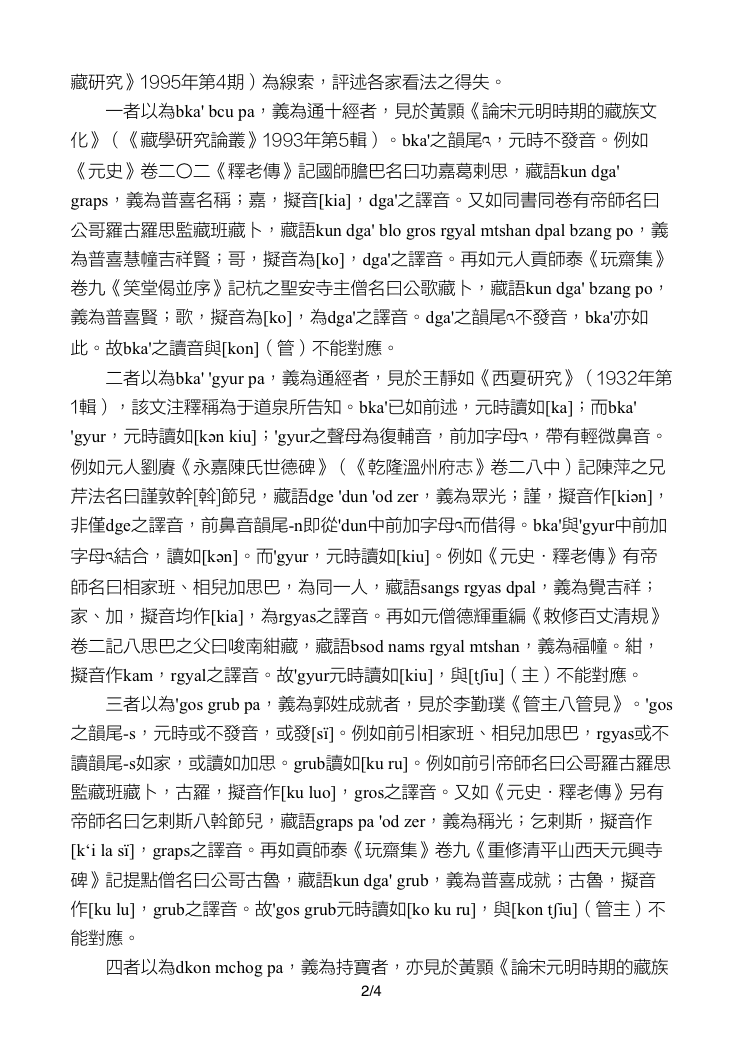 藏研究》1995年第4期）為線索，評述各家看法之得失。
一者以為bka' bcu pa，義為通十經者，見於黃顥《論宋元明時期的藏族文
化》（《藏學研究論叢》1993年第5輯）。bka'之韻尾འ，元時不發音。例如
《元史》卷二〇二《釋老傳》記國師膽巴名曰功嘉葛剌思，藏語kun dga'
graps，義為普喜名稱；嘉，擬音[kia]，dga'之譯音。又如同書同卷有帝師名曰
公哥羅古羅思監藏班藏卜，藏語kun dga' blo gros rgyal mtshan dpal bzang po，義
為普喜慧幢吉祥賢；哥，擬音為[ko]，dga'之譯音。再如元人貢師泰《玩齋集》
卷九《笑堂偈並序》記杭之聖安寺主僧名曰公歌藏卜，藏語kun dga' bzang po，
義為普喜賢；歌，擬音為[ko]，為dga'之譯音。dga'之韻尾འ不發音，bka'亦如
此。故bka'之讀音與[kon]（管）不能對應。
二者以為bka' 'gyur pa，義為通經者，見於王靜如《西夏研究》（1932年第
1輯），該文注釋稱為于道泉所告知。bka'已如前述，元時讀如[ka]；而bka'
'gyur，元時讀如[kən kiu]；'gyur之聲母為復輔音，前加字母འ，帶有輕微鼻音。
例如元人劉賡《永嘉陳氏世德碑》（《乾隆溫州府志》卷二八中）記陳萍之兄
芹法名曰謹敦幹[斡]節兒，藏語dge 'dun 'od zer，義為眾光；謹，擬音作[kiən]，
非僅dge之譯音，前鼻音韻尾-n即從'dun中前加字母འ而借得。bka'與'gyur中前加
字母འ結合，讀如[kən]。而'gyur，元時讀如[kiu]。例如《元史．釋老傳》有帝
師名曰相家班、相兒加思巴，為同一人，藏語sangs rgyas dpal，義為覺吉祥；
家、加，擬音均作[kia]，為rgyas之譯音。再如元僧德輝重編《敕修百丈清規》
卷二記八思巴之父曰唆南紺藏，藏語bsod nams rgyal mtshan，義為福幢。紺，
擬音作kam，rgyal之譯音。故'gyur元時讀如[kiu]，與[tʃiu]（主）不能對應。
三者以為'gos grub pa，義為郭姓成就者，見於李勤璞《管主八管見》。'gos
之韻尾-s，元時或不發音，或發[sï]。例如前引相家班、相兒加思巴，rgyas或不
讀韻尾-s如家，或讀如加思。grub讀如[ku ru]。例如前引帝師名曰公哥羅古羅思
監藏班藏卜，古羅，擬音作[ku luo]，gros之譯音。又如《元史．釋老傳》另有
帝師名曰乞剌斯八斡節兒，藏語graps pa 'od zer，義為稱光；乞剌斯，擬音作
[k‘i la sï]，graps之譯音。再如貢師泰《玩齋集》卷九《重修清平山西天元興寺
碑》記提點僧名曰公哥古魯，藏語kun dga' grub，義為普喜成就；古魯，擬音
作[ku lu]，grub之譯音。故'gos grub元時讀如[ko ku ru]，與[kon tʃiu]（管主）不
能對應。
四者以為dkon mchog pa，義為持寶者，亦見於黃顥《論宋元明時期的藏族
2/4